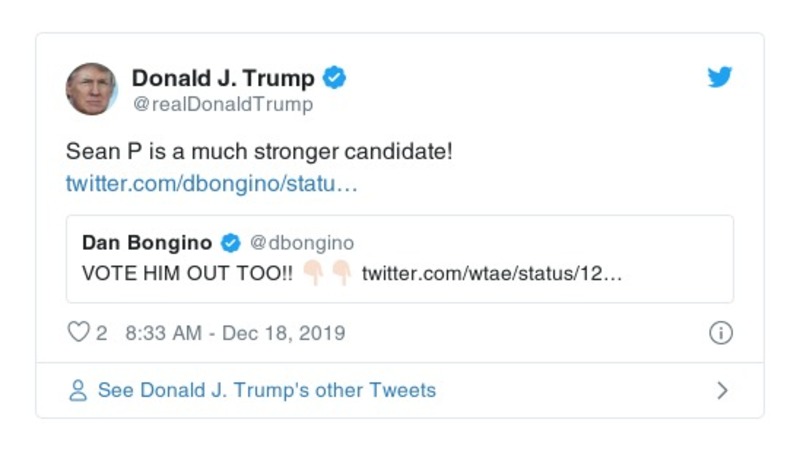 Donald J. Trump
@realDonaldTrump
Sean P is a much stronger candidate!
twitter.com/dbongino/statu…
Dan Bongino @dbongino
VOTE HIM OUT TOO!! 👇🏻👇🏻 twitter.com/wtae/status/12…
2 8:33 AM - Dec 18, 2019
See Donald J. Trump's other Tweets